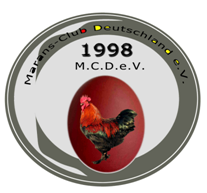 Marans-Club Deutschland e.V.
1998
M.C.D.e.V.